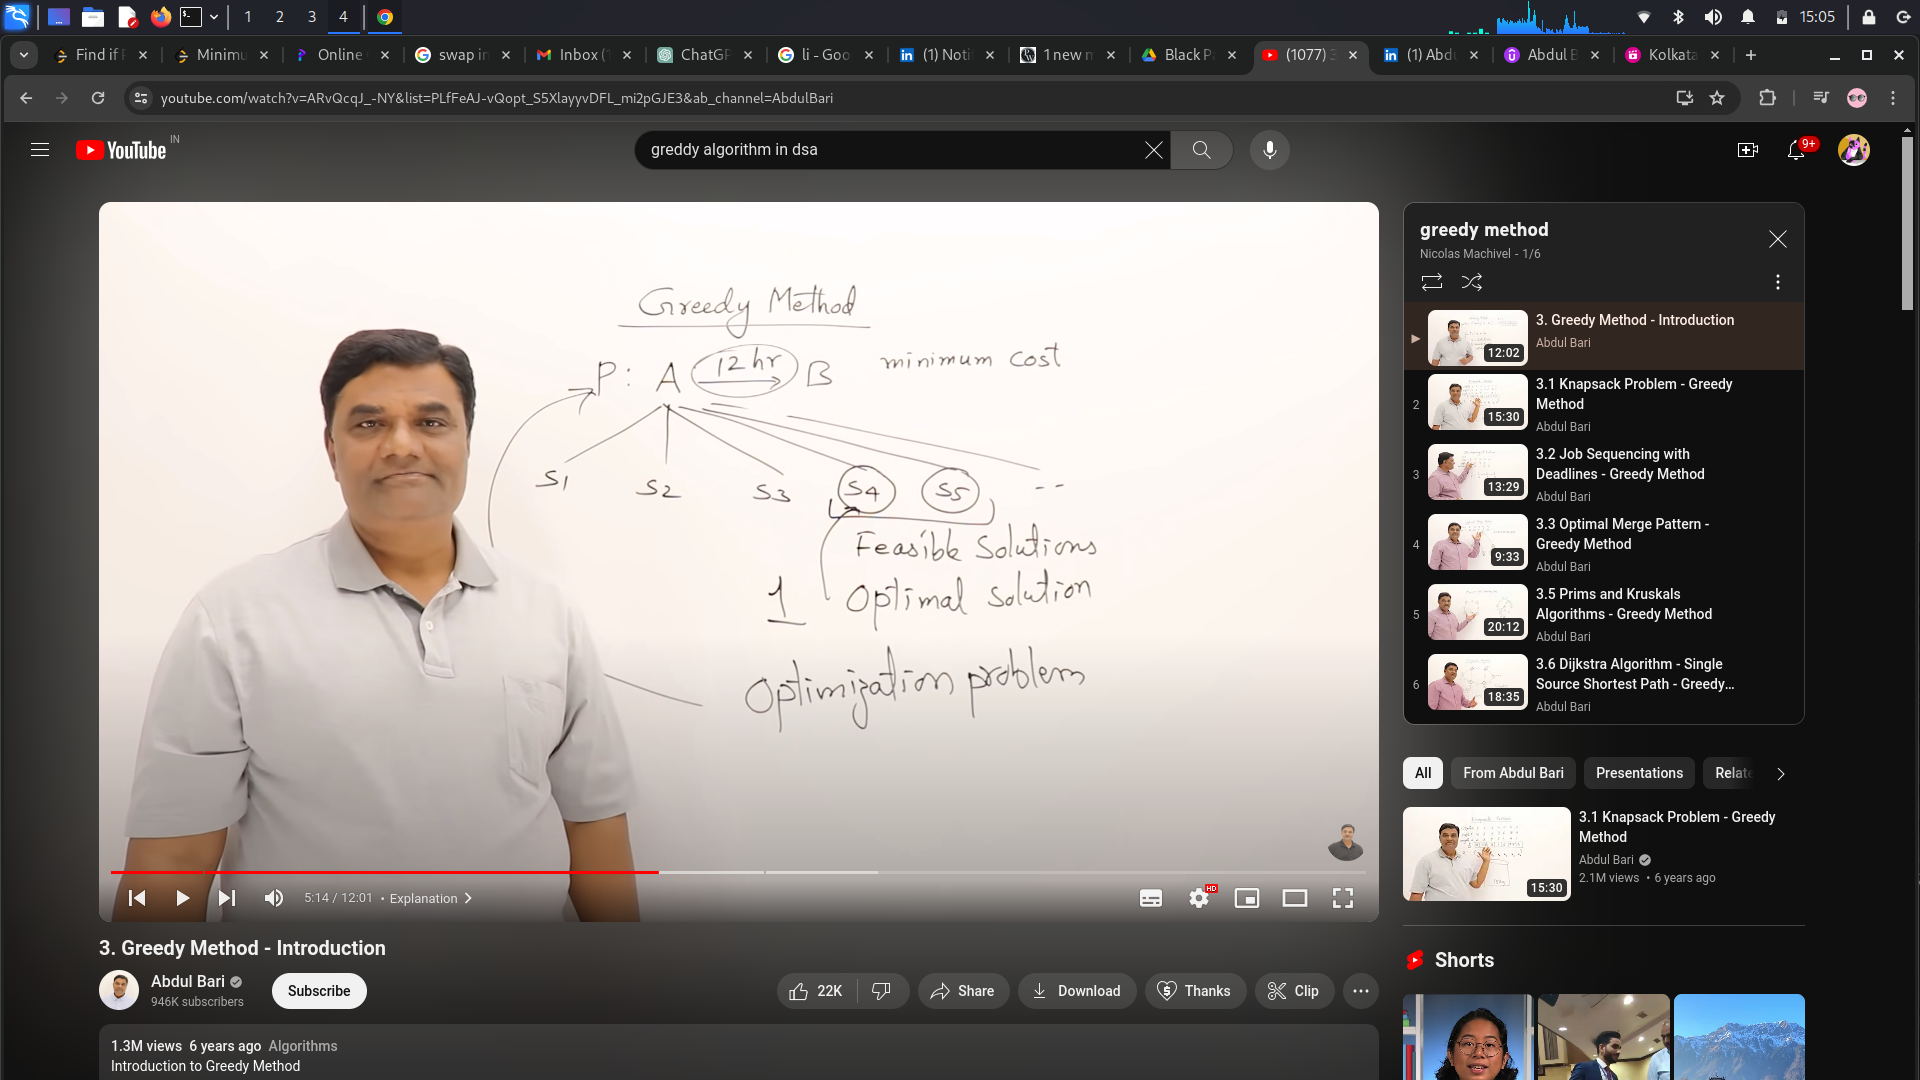 1
2
3
4
15:05
Find if
Minimu
Online
swap in
Inbox (1
ChatGP
li - Goo
(1) Noti
1 new m
Black P
(1077) 3
(1) Abdu
Abdul B
Kolkata
youtube.com/watch?v=ARvQcqJ_-NY&list=PLfFeAJ-vQopt_S5XlayyvDFL_mi2pGJE3&ab_channel=AbdulBari
YouTube IN
greddy algorithm in dsa
9+
Greedy Method
P: A 12 hr B minimum cost
S1 S2 S3 S4 S5 --
Feasible Solutions
1 Optimal solution
Optimization problem
5:14 / 12:01 • Explanation
HD
3. Greedy Method - Introduction
Abdul Bari
946K subscribers
Subscribe
22K
Share
Download
Thanks
Clip
1.3M views 6 years ago Algorithms
Introduction to Greedy Method
greedy method
Nicolas Machivel - 1/6
3. Greedy Method - Introduction
Abdul Bari
12:02
2
3.1 Knapsack Problem - Greedy
Method
Abdul Bari
15:30
3
3.2 Job Sequencing with
Deadlines - Greedy Method
Abdul Bari
13:29
4
3.3 Optimal Merge Pattern -
Greedy Method
Abdul Bari
9:33
5
3.5 Prims and Kruskals
Algorithms - Greedy Method
Abdul Bari
20:12
6
3.6 Dijkstra Algorithm - Single
Source Shortest Path - Greedy...
Abdul Bari
18:35
All
From Abdul Bari
Presentations
Relate
3.1 Knapsack Problem - Greedy
Method
Abdul Bari
2.1M views • 6 years ago
15:30
Shorts